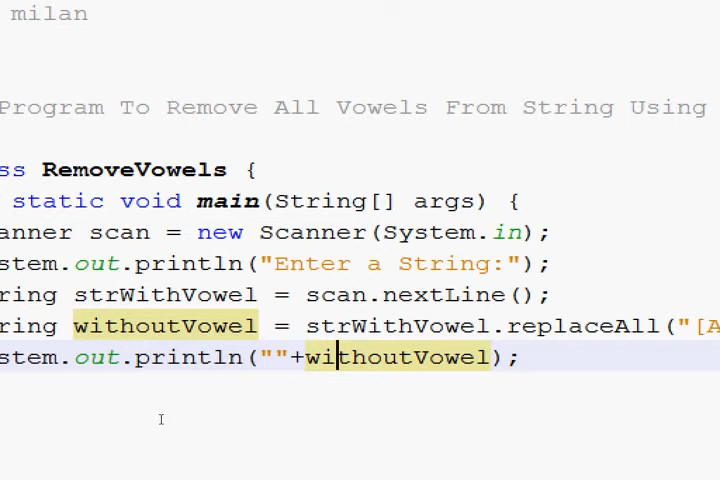 milan
Program To Remove All Vowels From String Using
ss RemoveVowels {
static void main(String[] args) {
anner scan = new Scanner(System.in);
stem.out.println("Enter a String:");
ring strWithVowel = scan.nextLine();
ring withoutVowel = strWithVowel.replaceAll("[A
stem.out.println(""+withoutVowel);